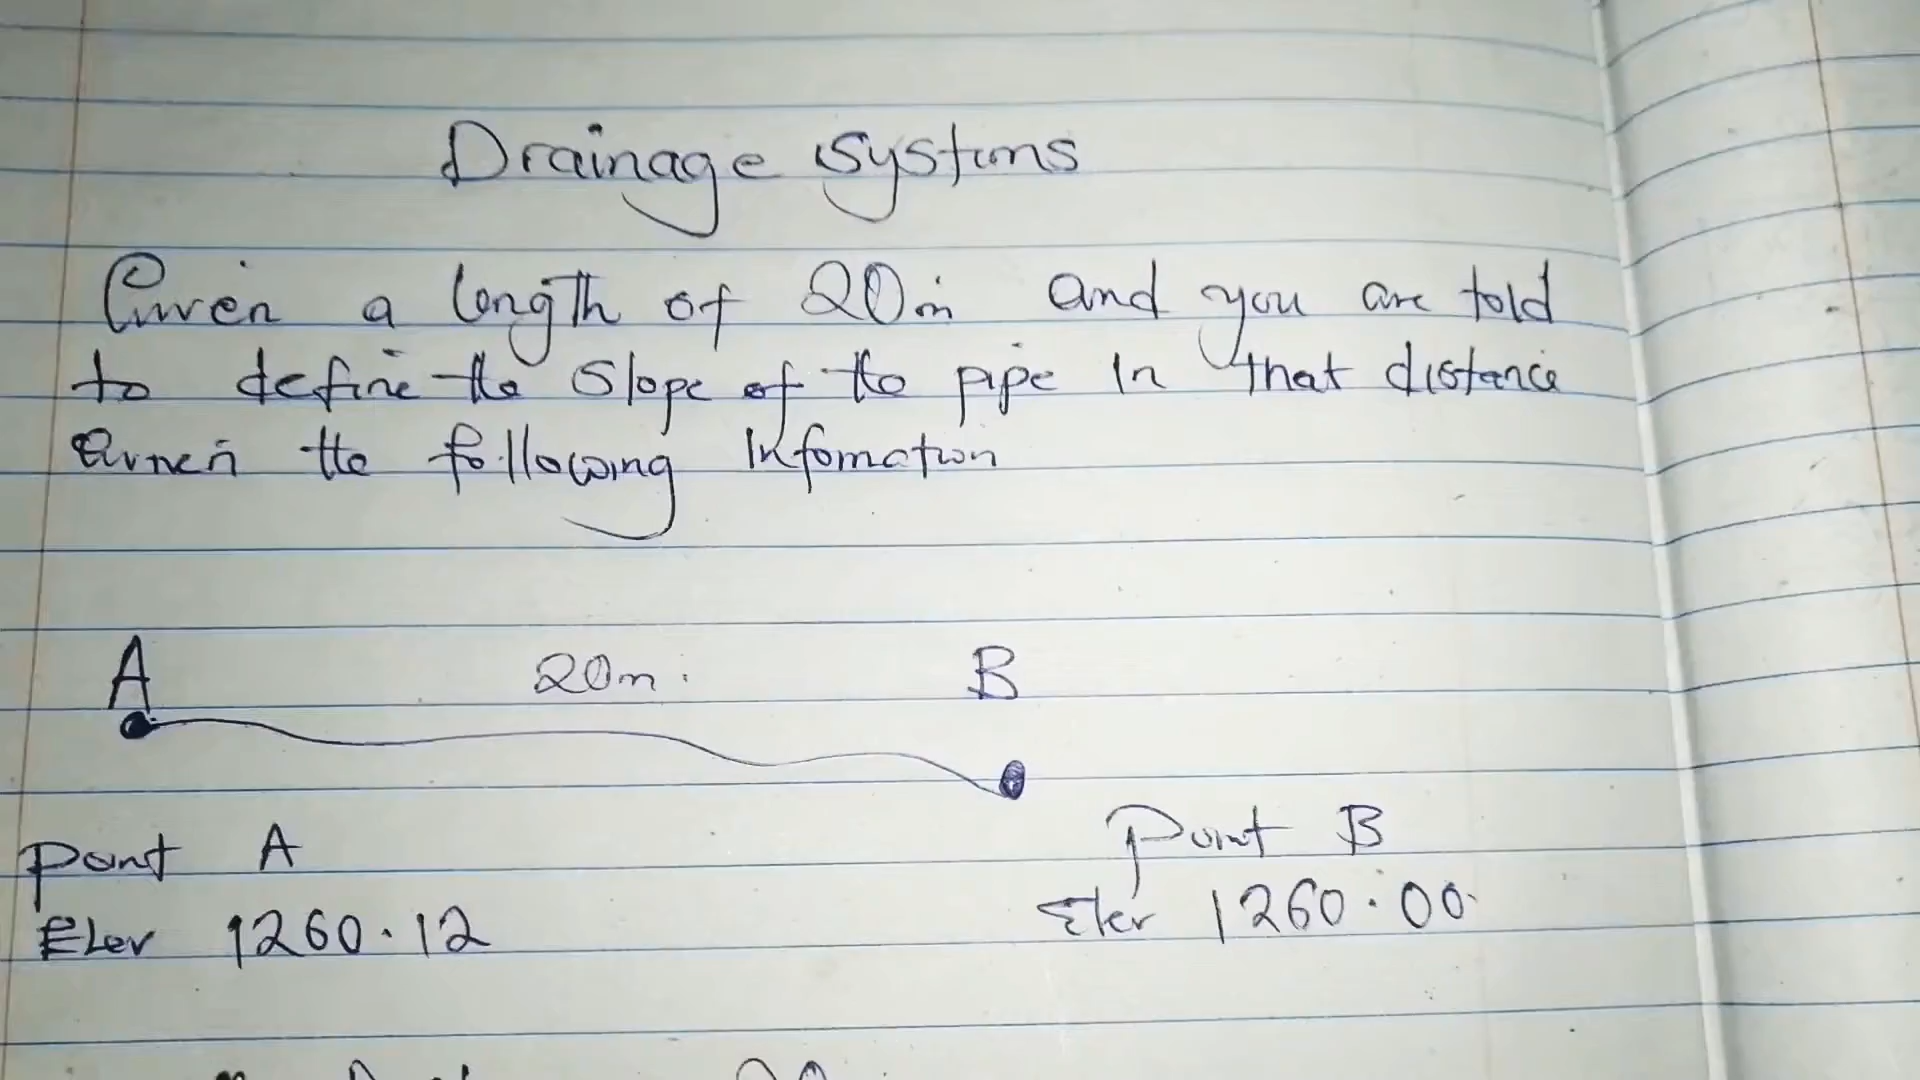 Drainage Systems
Given a length of 20m and you are told
to define the slope of the pipe in that distance
Given the following Infomation
A 20m. B
Point A
Elev 1260.12
Point B
Elev 1260.00.